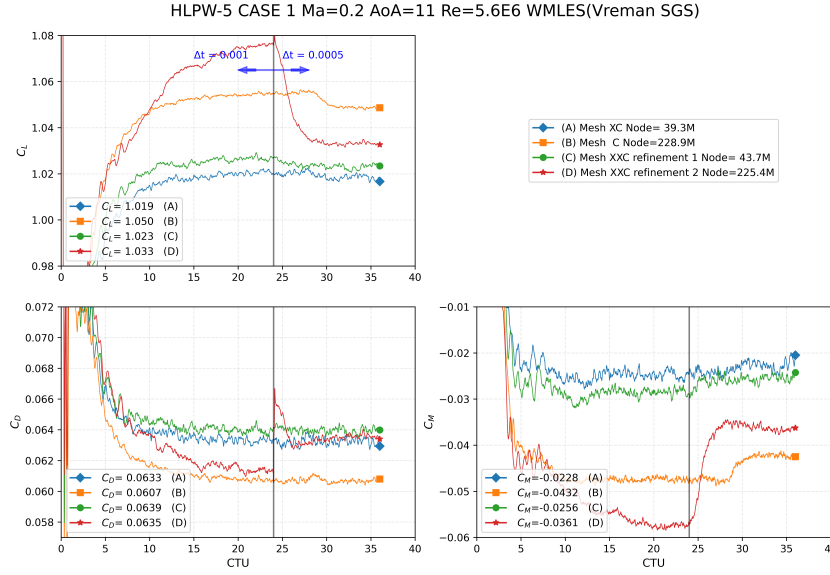 HLPW-5 CASE 1 Ma=0.2 AoA=11 Re=5.6E6 WMLES(Vreman SGS)
1.08
1.06
1.04
1.02
1.00
0.98
C_L
Δt = 0.001
Δt = 0.0005
C_L= 1.019 (A)
C_L= 1.050 (B)
C_L= 1.023 (C)
C_L= 1.033 (D)
0 5 10 15 20 25 30 35 40
(A) Mesh XC Node= 39.3M
(B) Mesh C Node=228.9M
(C) Mesh XXC refinement 1 Node= 43.7M
(D) Mesh XXC refinement 2 Node=225.4M
0.072
0.070
0.068
0.066
0.064
0.062
0.060
0.058
C_D
C_D= 0.0633 (A)
C_D= 0.0607 (B)
C_D= 0.0639 (C)
C_D= 0.0635 (D)
0 5 10 15 20 25 30 35 40
CTU
−0.01
−0.02
−0.03
−0.04
−0.05
−0.06
C_M
C_M=-0.0228 (A)
C_M=-0.0432 (B)
C_M=-0.0256 (C)
C_M=-0.0361 (D)
0 5 10 15 20 25 30 35
CTU